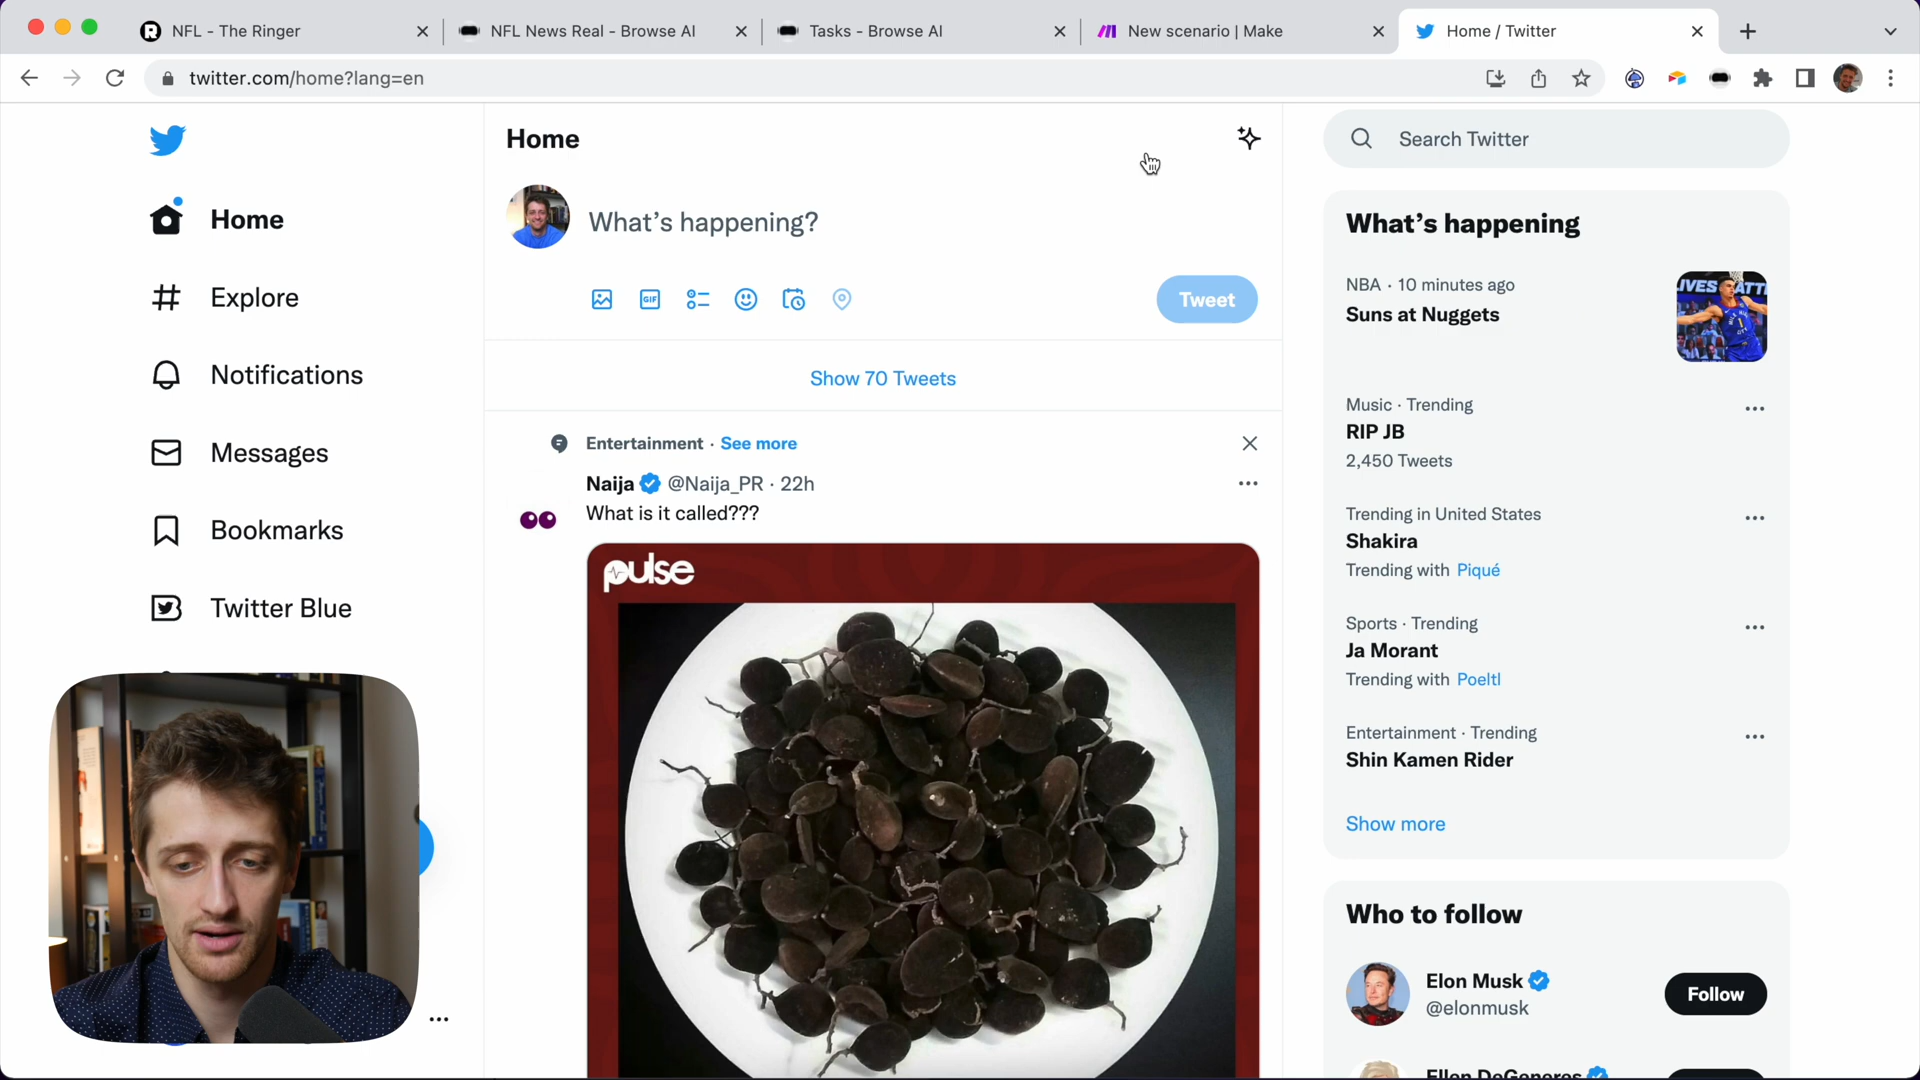 NFL - The Ringer
NFL News Real - Browse AI
Tasks - Browse AI
New scenario | Make
Home / Twitter
twitter.com/home?lang=en
Home
Explore
Notifications
Messages
Bookmarks
Twitter Blue
Home
What's happening?
GIF
Tweet
Show 70 Tweets
Entertainment · See more
Naija @Naija_PR · 22h
What is it called???
pulse
Search Twitter
What's happening
NBA · 10 minutes ago
Suns at Nuggets
Music · Trending
RIP JB
2,450 Tweets
Trending in United States
Shakira
Trending with Piqué
Sports · Trending
Ja Morant
Trending with Poeltl
Entertainment · Trending
Shin Kamen Rider
Show more
Who to follow
Elon Musk
@elonmusk
Follow
Ellen DeGeneres